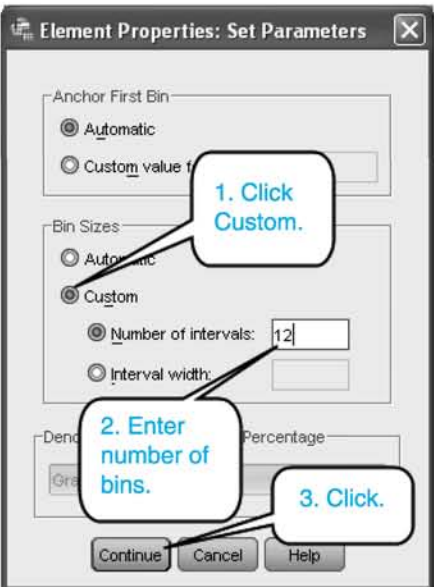 Element Properties: Set Parameters
Anchor First Bin
Automatic
Custom value f
1. Click
Custom.
Bin Sizes
Automatic
Custom
Number of intervals: 12
Interval width:
2. Enter
number of
bins.
Percentage
3. Click.
Continue Cancel Help